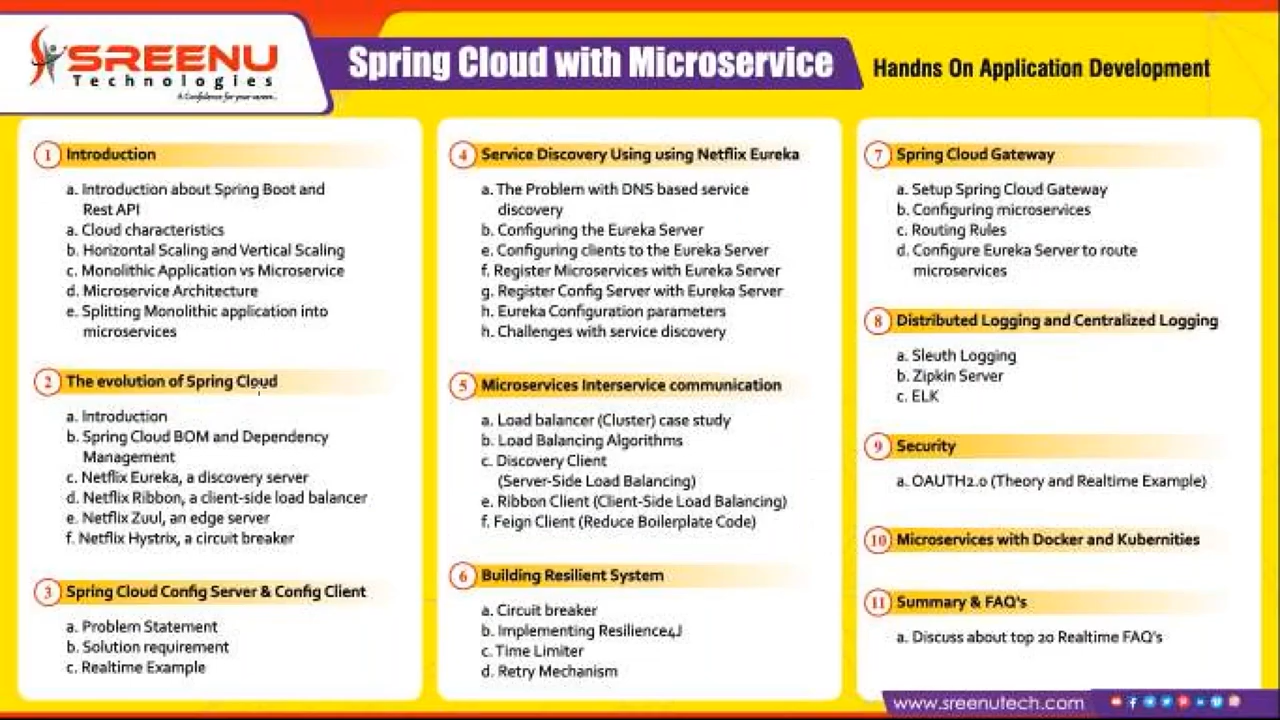 SREENU
Technologies
A Confidence for your career..
Spring Cloud with Microservice
Handns On Application Development
1 Introduction
a. Introduction about Spring Boot and
Rest API
a. Cloud characteristics
b. Horizontal Scaling and Vertical Scaling
c. Monolithic Application vs Microservice
d. Microservice Architecture
e. Splitting Monolithic application into
microservices
2 The evolution of Spring Cloud
a. Introduction
b. Spring Cloud BOM and Dependency
Management
c. Netflix Eureka, a discovery server
d. Netflix Ribbon, a client-side load balancer
e. Netflix Zuul, an edge server
f. Netflix Hystrix, a circuit breaker
3 Spring Cloud Config Server & Config Client
a. Problem Statement
b. Solution requirement
c. Realtime Example
4 Service Discovery Using using Netflix Eureka
a. The Problem with DNS based service
discovery
b. Configuring the Eureka Server
e. Configuring clients to the Eureka Server
f. Register Microservices with Eureka Server
g. Register Config Server with Eureka Server
h. Eureka Configuration parameters
h. Challenges with service discovery
5 Microservices Interservice communication
a. Load balancer (Cluster) case study
b. Load Balancing Algorithms
c. Discovery Client
(Server-Side Load Balancing)
e. Ribbon Client (Client-Side Load Balancing)
f. Feign Client (Reduce Boilerplate Code)
6 Building Resilient System
a. Circuit breaker
b. Implementing Resilience4J
c. Time Limiter
d. Retry Mechanism
7 Spring Cloud Gateway
a. Setup Spring Cloud Gateway
b. Configuring microservices
c. Routing Rules
d. Configure Eureka Server to route
microservices
8 Distributed Logging and Centralized Logging
a. Sleuth Logging
b. Zipkin Server
c. ELK
9 Security
a. OAUTH2.0 (Theory and Realtime Example)
10 Microservices with Docker and Kubernities
11 Summary & FAQ's
a. Discuss about top 20 Realtime FAQ's
www.sreenutech.com